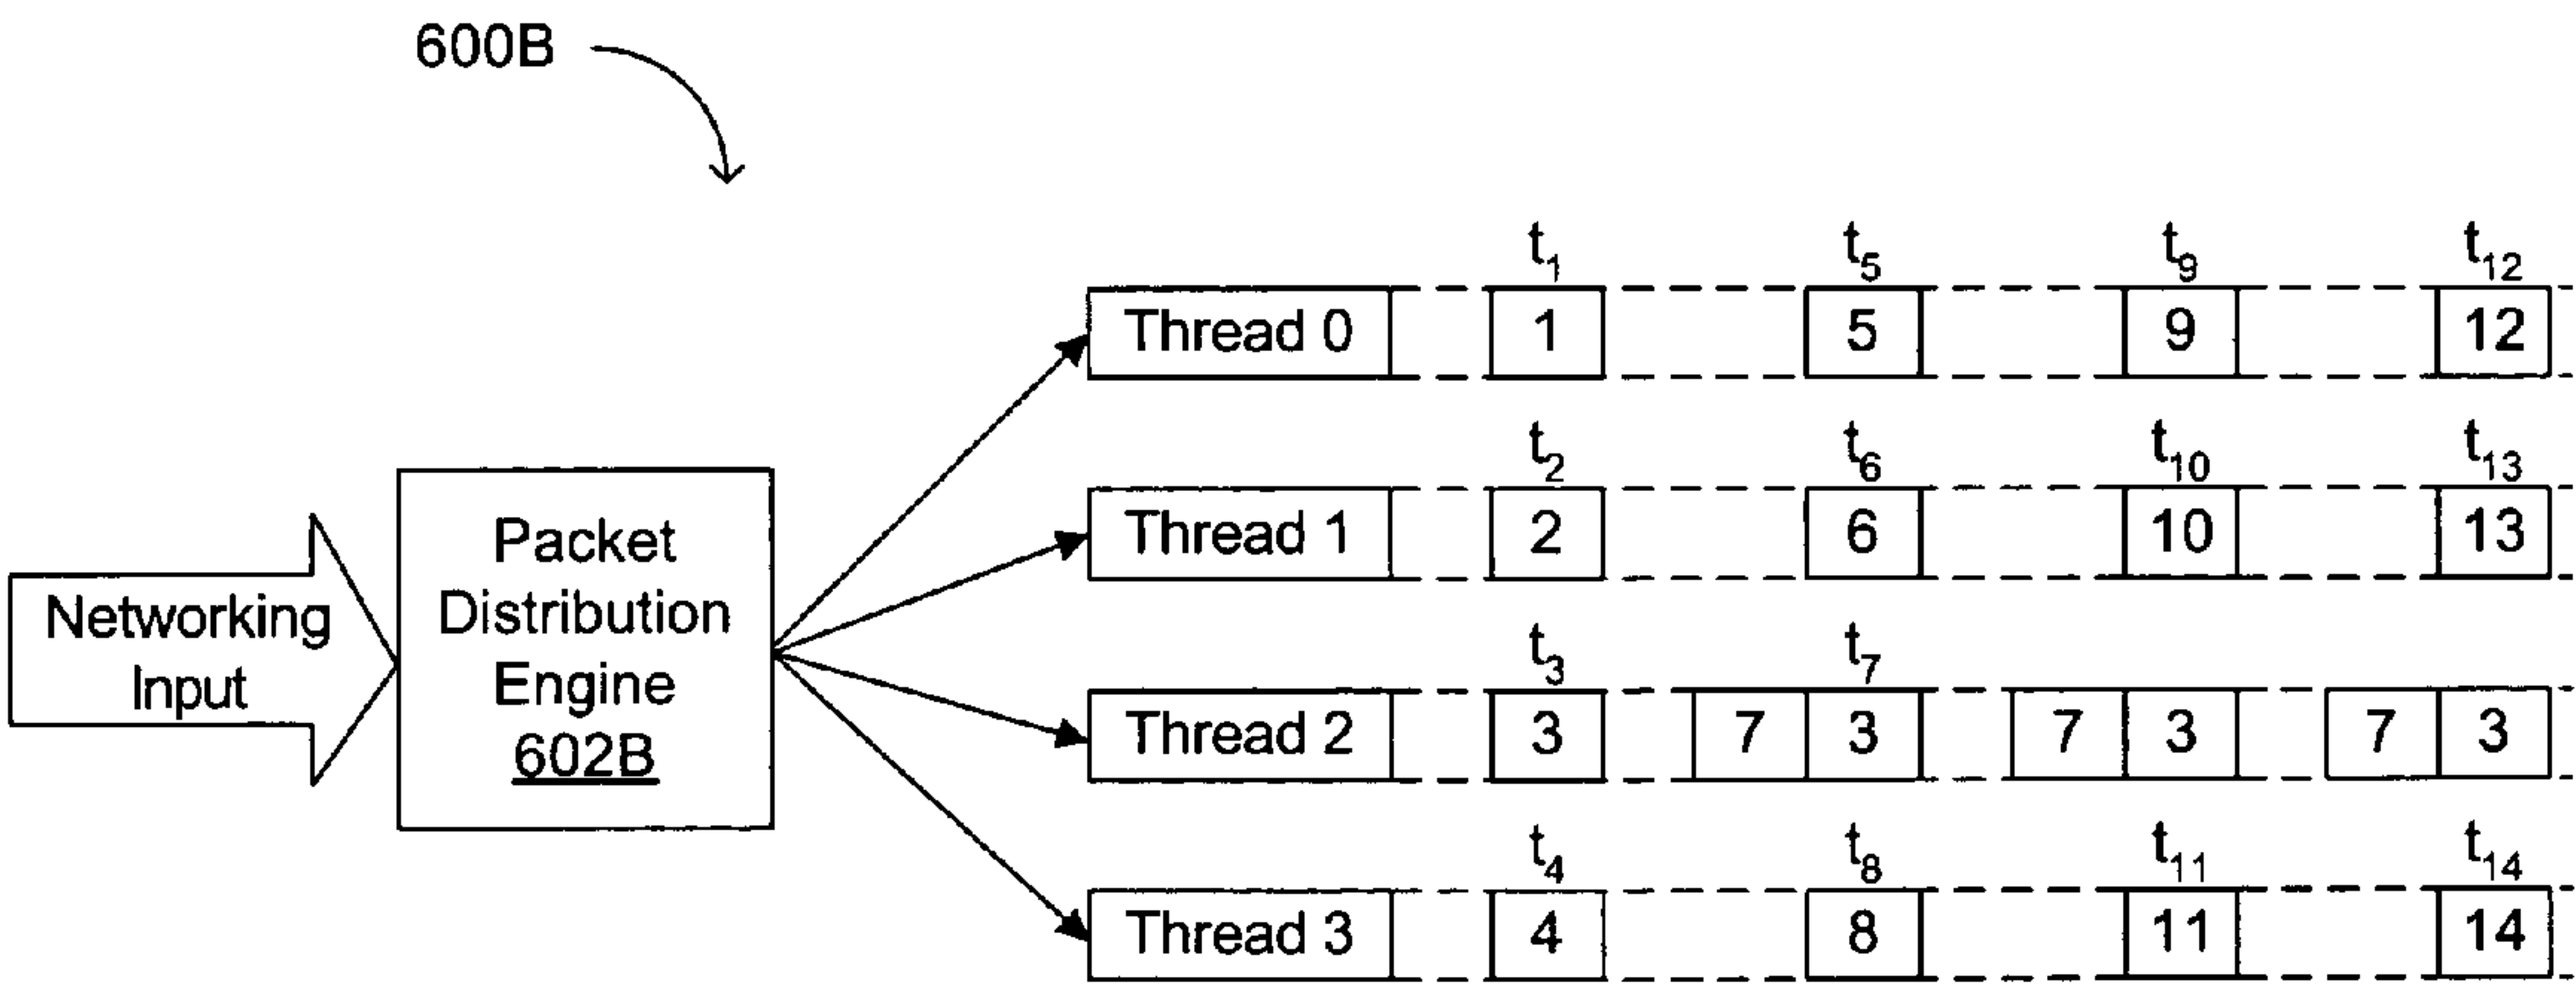 600B
Networking
Input
Packet
Distribution
Engine
602B
t1 t5 t9 t12
Thread 0 1 5 9 12
t2 t6 t10 t13
Thread 1 2 6 10 13
t3 t7
Thread 2 3 7 3 7 3 7 3
t4 t8 t11 t14
Thread 3 4 8 11 14